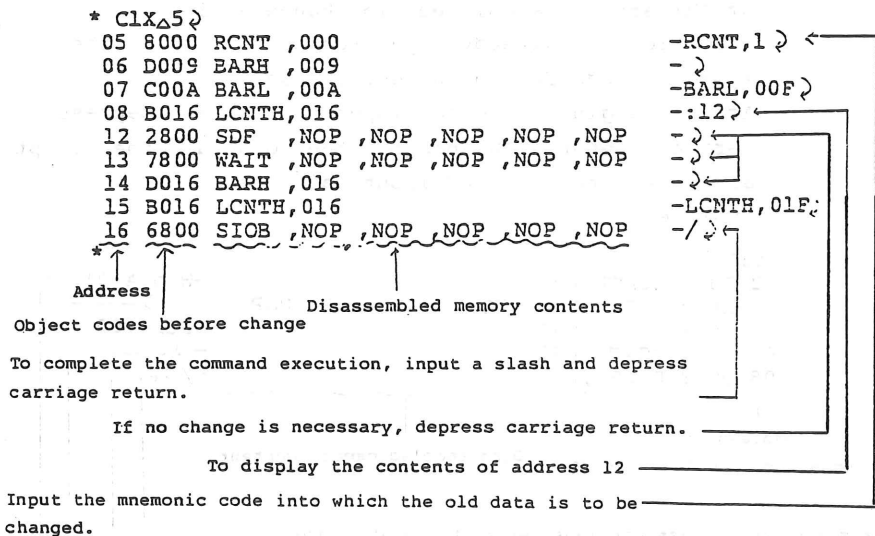 * C1X△5⤸
05 8000 RCNT ,000 -RCNT,1⤸
06 D009 BARH ,009 -⤸
07 C00A BARL ,00A -BARL,00F⤸
08 B016 LCNTH,016 -:12⤸
12 2800 SDF ,NOP ,NOP ,NOP ,NOP ,NOP -⤸
13 7800 WAIT ,NOP ,NOP ,NOP ,NOP ,NOP -⤸
14 D016 BARH ,016 -⤸
15 B016 LCNTH,016 -LCNTH,01F⤸
16 6800 SIOB ,NOP ,NOP ,NOP ,NOP ,NOP -/⤸
*
Address
Disassembled memory contents
Object codes before change
To complete the command execution, input a slash and depress
carriage return.
If no change is necessary, depress carriage return.
To display the contents of address 12
Input the mnemonic code into which the old data is to be
changed.